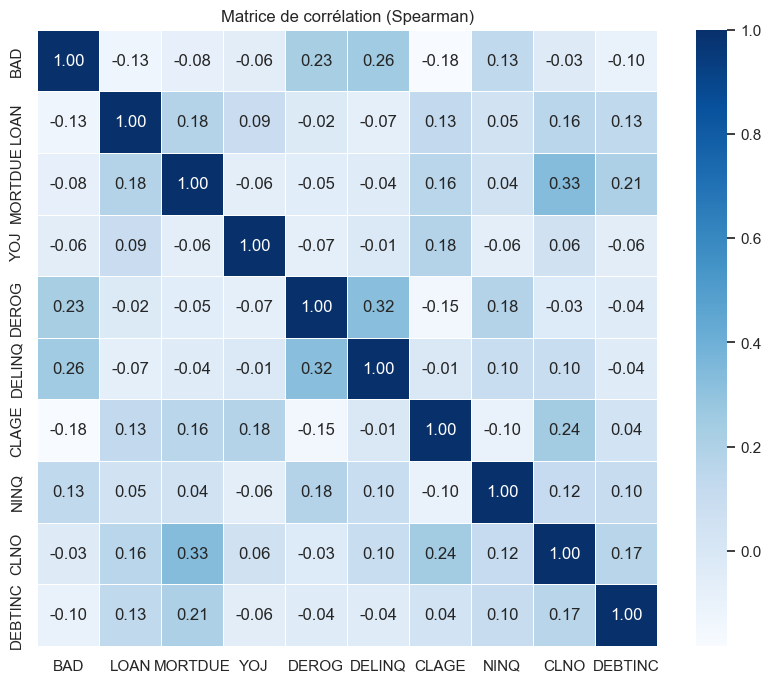 Matrice de corrélation (Spearman)
BAD 1.00 -0.13 -0.08 -0.06 0.23 0.26 -0.18 0.13 -0.03 -0.10
LOAN -0.13 1.00 0.18 0.09 -0.02 -0.07 0.13 0.05 0.16 0.13
MORTDUE -0.08 0.18 1.00 -0.06 -0.05 -0.04 0.16 0.04 0.33 0.21
YOJ -0.06 0.09 -0.06 1.00 -0.07 -0.01 0.18 -0.06 0.06 -0.06
DEROG 0.23 -0.02 -0.05 -0.07 1.00 0.32 -0.15 0.18 -0.03 -0.04
DELINQ 0.26 -0.07 -0.04 -0.01 0.32 1.00 -0.01 0.10 0.10 -0.04
CLAGE -0.18 0.13 0.16 0.18 -0.15 -0.01 1.00 -0.10 0.24 0.04
NINQ 0.13 0.05 0.04 -0.06 0.18 0.10 -0.10 1.00 0.12 0.10
CLNO -0.03 0.16 0.33 0.06 -0.03 0.10 0.24 0.12 1.00 0.17
DEBTINC -0.10 0.13 0.21 -0.06 -0.04 -0.04 0.04 0.10 0.17 1.00
BAD LOAN MORTDUE YOJ DEROG DELINQ CLAGE NINQ CLNO DEBTINC
1.0
0.8
0.6
0.4
0.2
0.0